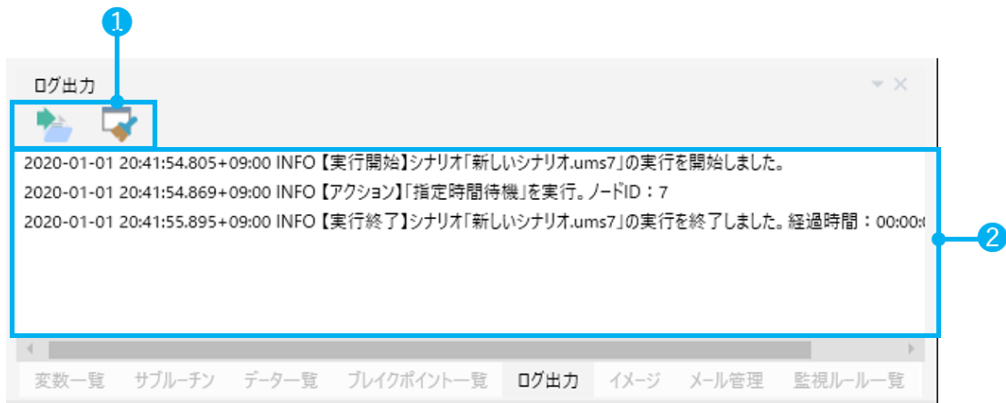 1
ログ出力
2020-01-01 20:41:54.805+09:00 INFO 【実行開始】シナリオ「新しいシナリオ.ums7」の実行を開始しました。
2020-01-01 20:41:54.869+09:00 INFO 【アクション】「指定時間待機」を実行。ノードID：7
2020-01-01 20:41:55.895+09:00 INFO 【実行終了】シナリオ「新しいシナリオ.ums7」の実行を終了しました。経過時間：00:00:
2
変数一覧 サブルーチン データ一覧 ブレイクポイント一覧 ログ出力 イメージ メール管理 監視ルール一覧